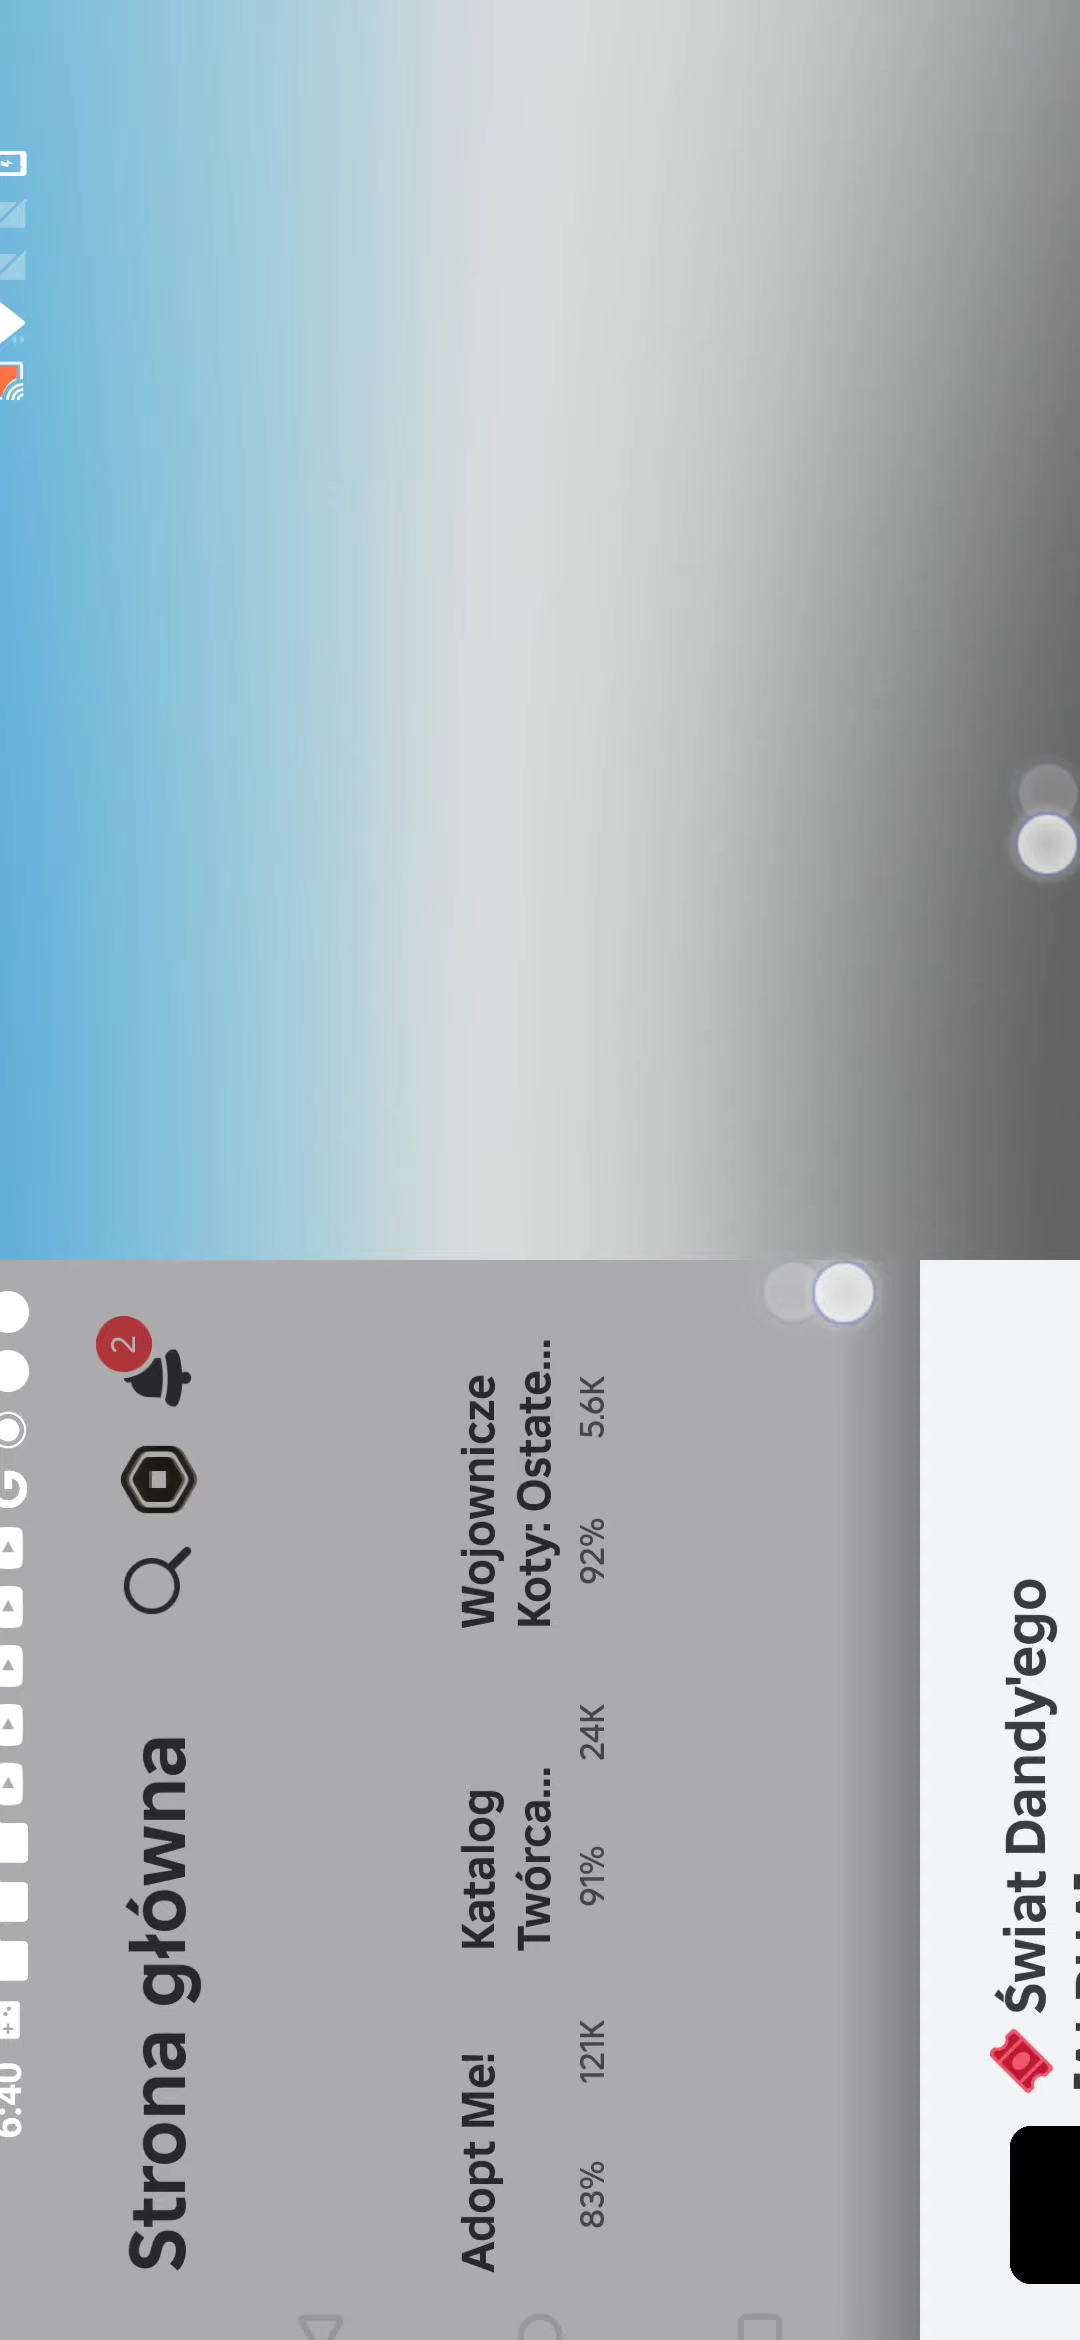 6:40
Strona główna
2
Adopt Me!
83% 121K
Katalog
Twórca...
91% 24K
Wojownicze
Koty: Ostate...
92% 5.6K
Świat Dandy'ego